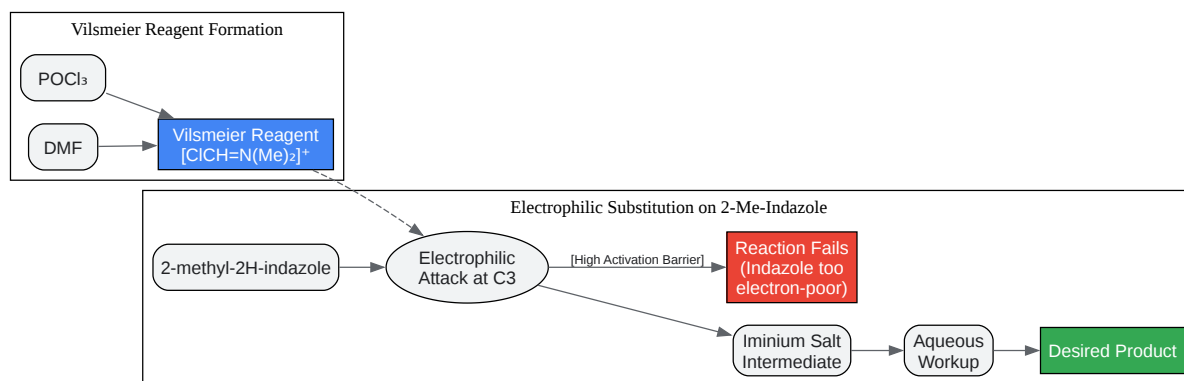 Vilsmeier Reagent Formation
POCl₃
DMF
Vilsmeier Reagent
[ClCH=N(Me)₂]⁺
Electrophilic Substitution on 2-Me-Indazole
2-methyl-2H-indazole
Electrophilic
Attack at C3
[High Activation Barrier]
Reaction Fails
(Indazole too
electron-poor)
Iminium Salt
Intermediate
Aqueous
Workup
Desired Product